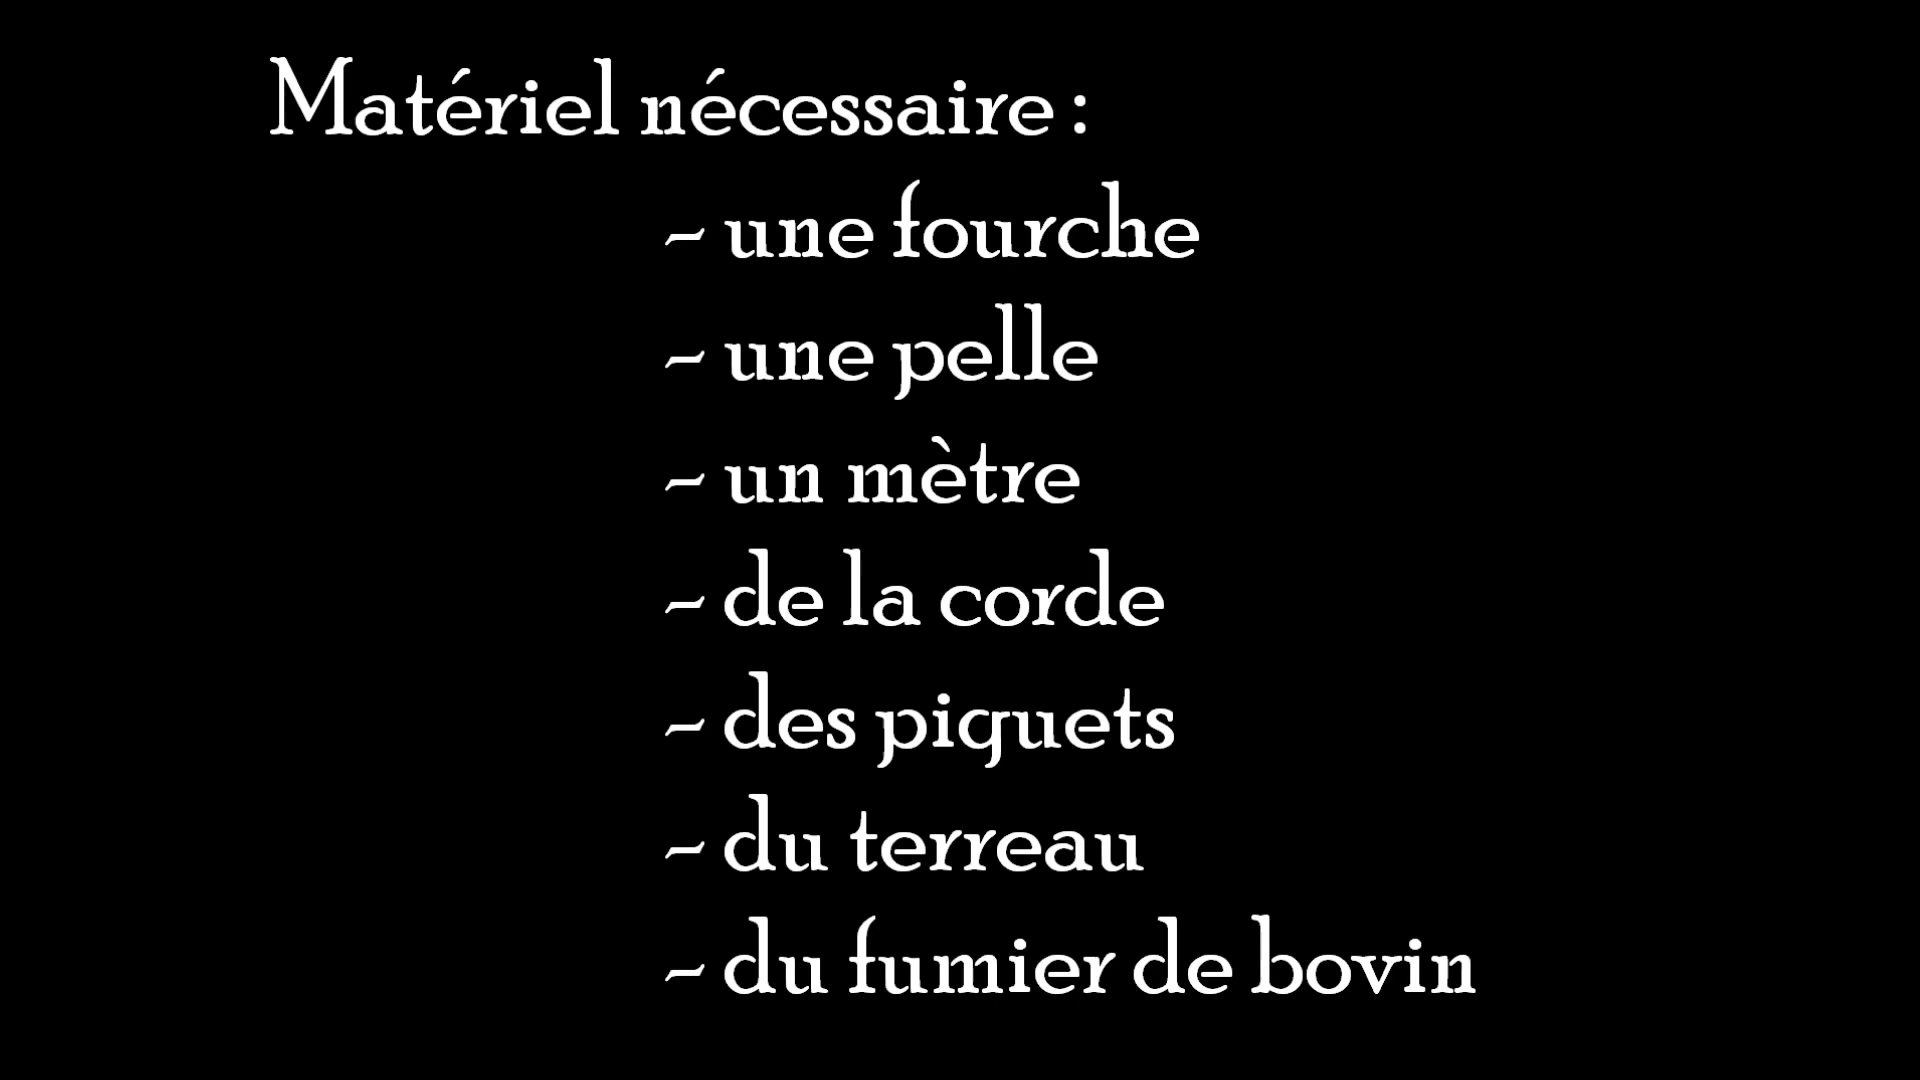 Matériel nécessaire :
- une fourche
- une pelle
- un mètre
- de la corde
- des piquets
- du terreau
- du fumier de bovin